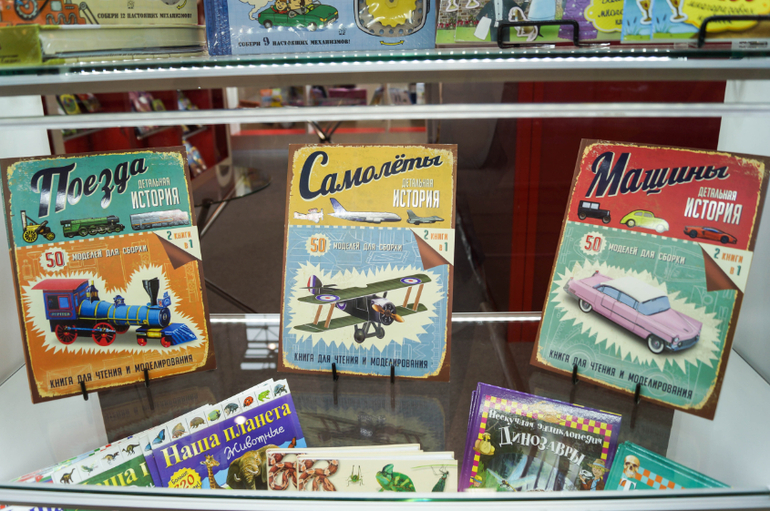 СОБЕРИ 12 НАСТОЯЩИХ МЕХАНИЗМОВ!
СОБЕРИ 9 НАСТОЯЩИХ МЕХАНИЗМОВ!
Поезда
ДЕТАЛЬНАЯ
ИСТОРИЯ
2 КНИГИ
в 1
50 МОДЕЛЕЙ ДЛЯ СБОРКИ
КНИГА ДЛЯ ЧТЕНИЯ И МОДЕЛИРОВАНИЯ
Самолёты
ДЕТАЛЬНАЯ
ИСТОРИЯ
2 КНИГИ
в 1
50 МОДЕЛЕЙ ДЛЯ СБОРКИ
КНИГА ДЛЯ ЧТЕНИЯ И МОДЕЛИРОВАНИЯ
Машины
ДЕТАЛЬНАЯ
ИСТОРИЯ
2 КНИГИ
в 1
50 МОДЕЛЕЙ ДЛЯ СБОРКИ
КНИГА ДЛЯ ЧТЕНИЯ И МОДЕЛИРОВАНИЯ
Наша планета
Животные
Нескучная энциклопедия
ДИНОЗАВРЫ